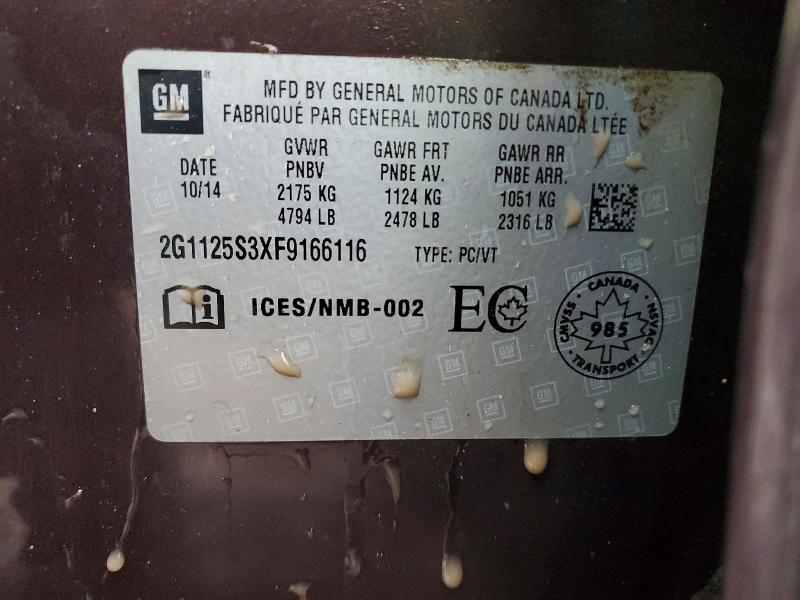 GM
MFD BY GENERAL MOTORS OF CANADA LTD.
FABRIQUÉ PAR GENERAL MOTORS DU CANADA LTÉE
DATE 10/14
GVWR PNBV 2175 KG 4794 LB
GAWR FRT PNBE AV. 1124 KG 2478 LB
GAWR RR PNBE ARR. 1051 KG 2316 LB
2G1125S3XF9166116 TYPE: PC/VT
i ICES/NMB-002 EC
CANADA
CMVSS 985 NSVAC
TRANSPORT